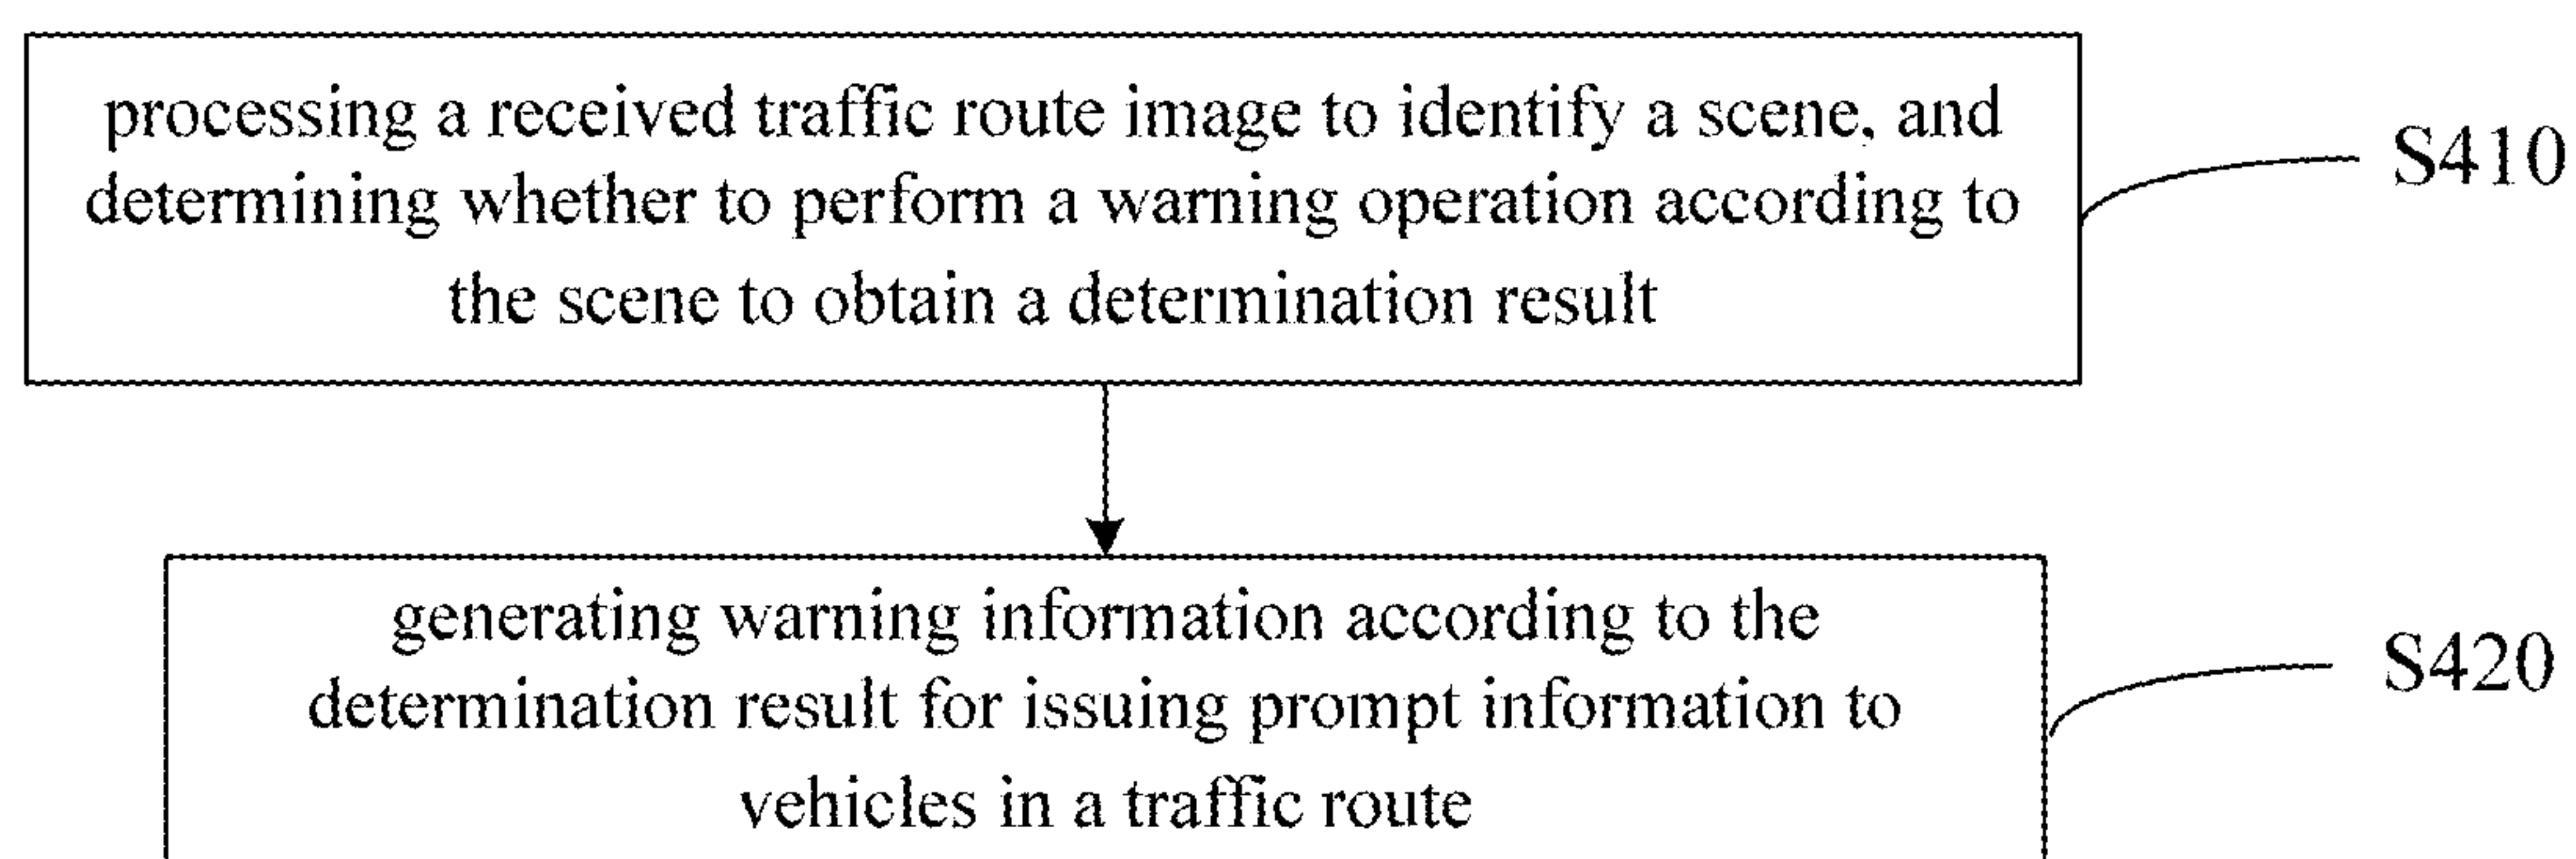 processing a received traffic route image to identify a scene, and
determining whether to perform a warning operation according to
the scene to obtain a determination result
S410
generating warning information according to the
determination result for issuing prompt information to
vehicles in a traffic route
S420